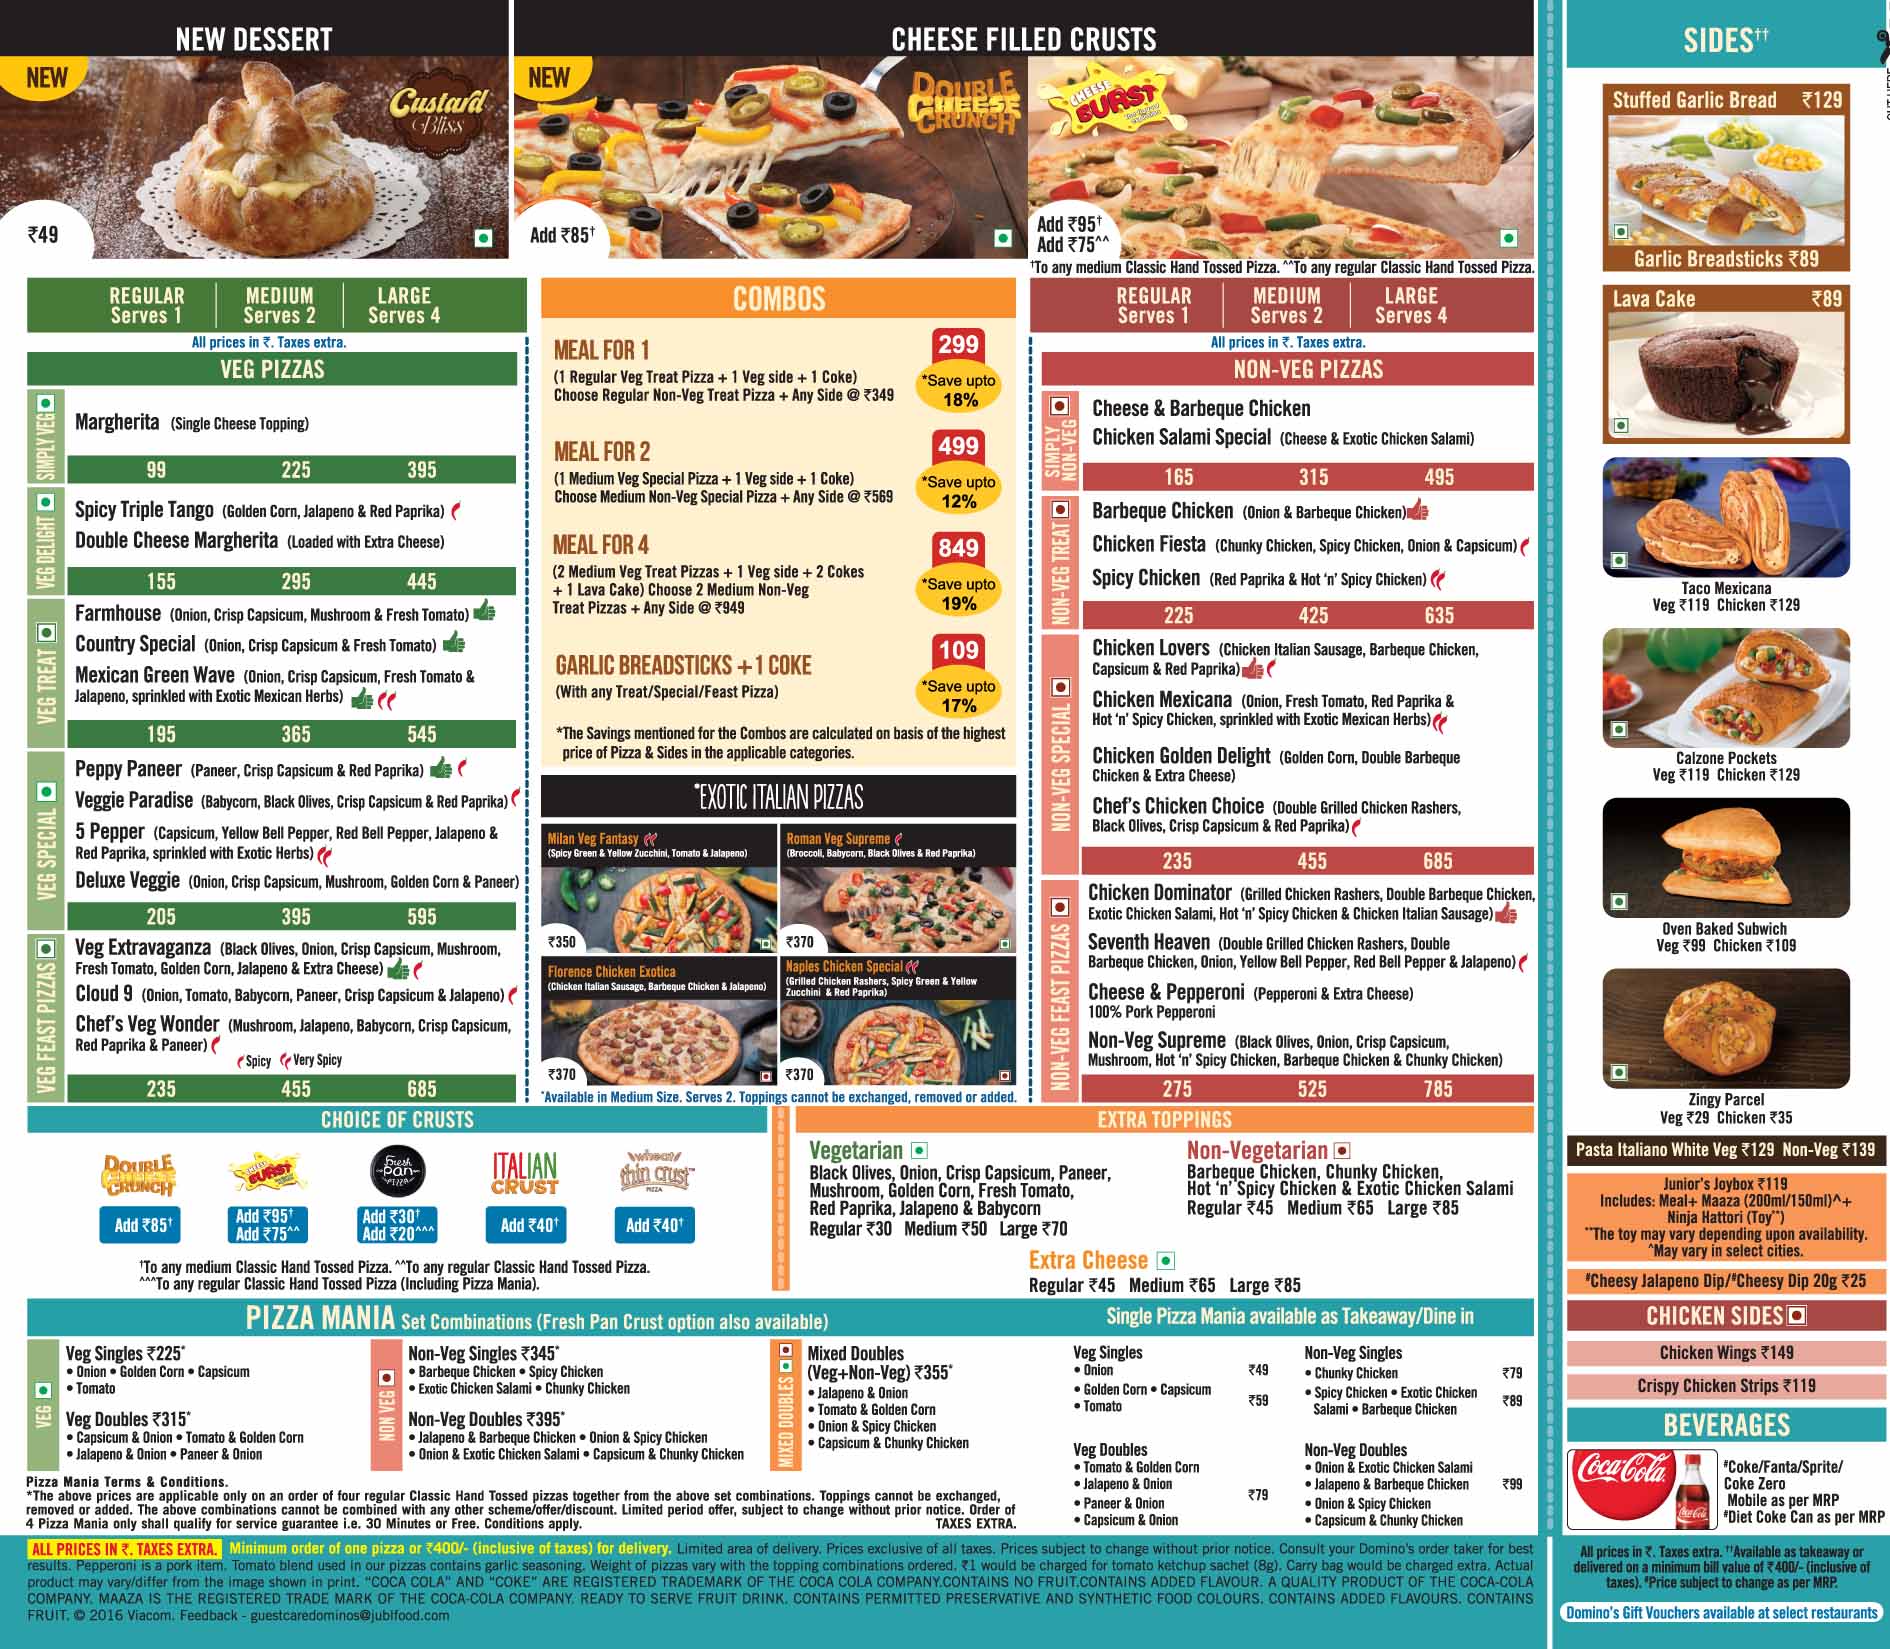 NEW DESSERT
NEW
Custard
Bliss
₹49
CHEESE FILLED CRUSTS
NEW
DOUBLE
CHEESE
CRUNCH
Add ₹85†
CHEESE
BURST
Add ₹95†
Add ₹75^^
†To any medium Classic Hand Tossed Pizza. ^^To any regular Classic Hand Tossed Pizza.
REGULAR MEDIUM LARGE
Serves 1 Serves 2 Serves 4
All prices in ₹. Taxes extra.
VEG PIZZAS
SIMPLY VEG
Margherita (Single Cheese Topping)
99 225 395
VEG DELIGHT
Spicy Triple Tango (Golden Corn, Jalapeno & Red Paprika)
Double Cheese Margherita (Loaded with Extra Cheese)
155 295 445
VEG TREAT
Farmhouse (Onion, Crisp Capsicum, Mushroom & Fresh Tomato)
Country Special (Onion, Crisp Capsicum & Fresh Tomato)
Mexican Green Wave (Onion, Crisp Capsicum, Fresh Tomato &
Jalapeno, sprinkled with Exotic Mexican Herbs)
195 365 545
VEG SPECIAL
Peppy Paneer (Paneer, Crisp Capsicum & Red Paprika)
Veggie Paradise (Babycorn, Black Olives, Crisp Capsicum & Red Paprika)
5 Pepper (Capsicum, Yellow Bell Pepper, Red Bell Pepper, Jalapeno &
Red Paprika, sprinkled with Exotic Herbs)
Deluxe Veggie (Onion, Crisp Capsicum, Mushroom, Golden Corn & Paneer)
205 395 595
VEG FEAST PIZZAS
Veg Extravaganza (Black Olives, Onion, Crisp Capsicum, Mushroom,
Fresh Tomato, Golden Corn, Jalapeno & Extra Cheese)
Cloud 9 (Onion, Tomato, Babycorn, Paneer, Crisp Capsicum & Jalapeno)
Chef's Veg Wonder (Mushroom, Jalapeno, Babycorn, Crisp Capsicum,
Red Paprika & Paneer)
Spicy Very Spicy
235 455 685
COMBOS
MEAL FOR 1
(1 Regular Veg Treat Pizza + 1 Veg side + 1 Coke)
Choose Regular Non-Veg Treat Pizza + Any Side @ ₹349
299
*Save upto
18%
MEAL FOR 2
(1 Medium Veg Special Pizza + 1 Veg side + 1 Coke)
Choose Medium Non-Veg Special Pizza + Any Side @ ₹569
499
*Save upto
12%
MEAL FOR 4
(2 Medium Veg Treat Pizzas + 1 Veg side + 2 Cokes
+ 1 Lava Cake) Choose 2 Medium Non-Veg
Treat Pizzas + Any Side @ ₹949
849
*Save upto
19%
GARLIC BREADSTICKS + 1 COKE
(With any Treat/Special/Feast Pizza)
109
*Save upto
17%
*The Savings mentioned for the Combos are calculated on basis of the highest
price of Pizza & Sides in the applicable categories.
*EXOTIC ITALIAN PIZZAS
Milan Veg Fantasy
(Spicy Green & Yellow Zucchini, Tomato & Jalapeno)
₹350
Roman Veg Supreme
(Broccoli, Babycorn, Black Olives & Red Paprika)
₹370
Florence Chicken Exotica
(Chicken Italian Sausage, Barbeque Chicken & Jalapeno)
₹370
Naples Chicken Special
(Grilled Chicken Rashers, Spicy Green & Yellow
Zucchini & Red Paprika)
₹370
*Available in Medium Size. Serves 2. Toppings cannot be exchanged, removed or added.
REGULAR MEDIUM LARGE
Serves 1 Serves 2 Serves 4
All prices in ₹. Taxes extra.
NON-VEG PIZZAS
SIMPLY
NON-VEG
Cheese & Barbeque Chicken
Chicken Salami Special (Cheese & Exotic Chicken Salami)
165 315 495
NON-VEG TREAT
Barbeque Chicken (Onion & Barbeque Chicken)
Chicken Fiesta (Chunky Chicken, Spicy Chicken, Onion & Capsicum)
Spicy Chicken (Red Paprika & Hot 'n' Spicy Chicken)
225 425 635
NON-VEG SPECIAL
Chicken Lovers (Chicken Italian Sausage, Barbeque Chicken,
Capsicum & Red Paprika)
Chicken Mexicana (Onion, Fresh Tomato, Red Paprika &
Hot 'n' Spicy Chicken, sprinkled with Exotic Mexican Herbs)
Chicken Golden Delight (Golden Corn, Double Barbeque
Chicken & Extra Cheese)
Chef's Chicken Choice (Double Grilled Chicken Rashers,
Black Olives, Crisp Capsicum & Red Paprika)
235 455 685
NON-VEG FEAST PIZZAS
Chicken Dominator (Grilled Chicken Rashers, Double Barbeque Chicken,
Exotic Chicken Salami, Hot 'n' Spicy Chicken & Chicken Italian Sausage)
Seventh Heaven (Double Grilled Chicken Rashers, Double
Barbeque Chicken, Onion, Yellow Bell Pepper, Red Bell Pepper & Jalapeno)
Cheese & Pepperoni (Pepperoni & Extra Cheese)
100% Pork Pepperoni
Non-Veg Supreme (Black Olives, Onion, Crisp Capsicum,
Mushroom, Hot 'n' Spicy Chicken, Barbeque Chicken & Chunky Chicken)
275 525 785
CHOICE OF CRUSTS
DOUBLE
CHEESE
CRUNCH
Add ₹85†
CHEESE
BURST
Add ₹95†
Add ₹75^^
Fresh
Pan
PIZZA
Add ₹30†
Add ₹20^^^
ITALIAN
CRUST
Add ₹40†
wheat
thin crust
PIZZA
Add ₹40†
†To any medium Classic Hand Tossed Pizza. ^^To any regular Classic Hand Tossed Pizza.
^^^To any regular Classic Hand Tossed Pizza (Including Pizza Mania).
EXTRA TOPPINGS
Vegetarian
Black Olives, Onion, Crisp Capsicum, Paneer,
Mushroom, Golden Corn, Fresh Tomato,
Red Paprika, Jalapeno & Babycorn
Regular ₹30 Medium ₹50 Large ₹70
Non-Vegetarian
Barbeque Chicken, Chunky Chicken,
Hot 'n' Spicy Chicken & Exotic Chicken Salami
Regular ₹45 Medium ₹65 Large ₹85
Extra Cheese
Regular ₹45 Medium ₹65 Large ₹85
PIZZA MANIA Set Combinations (Fresh Pan Crust option also available)
Single Pizza Mania available as Takeaway/Dine in
VEG
Veg Singles ₹225*
• Onion • Golden Corn • Capsicum
• Tomato
Veg Doubles ₹315*
• Capsicum & Onion • Tomato & Golden Corn
• Jalapeno & Onion • Paneer & Onion
NON VEG
Non-Veg Singles ₹345*
• Barbeque Chicken • Spicy Chicken
• Exotic Chicken Salami • Chunky Chicken
Non-Veg Doubles ₹395*
• Jalapeno & Barbeque Chicken • Onion & Spicy Chicken
• Onion & Exotic Chicken Salami • Capsicum & Chunky Chicken
MIXED DOUBLES
Mixed Doubles
(Veg+Non-Veg) ₹355*
• Jalapeno & Onion
• Tomato & Golden Corn
• Onion & Spicy Chicken
• Capsicum & Chunky Chicken
Veg Singles
• Onion ₹49
• Golden Corn • Capsicum
• Tomato ₹59
Veg Doubles
• Tomato & Golden Corn
• Jalapeno & Onion
• Paneer & Onion ₹79
• Capsicum & Onion
Non-Veg Singles
• Chunky Chicken ₹79
• Spicy Chicken • Exotic Chicken
Salami • Barbeque Chicken ₹89
Non-Veg Doubles
• Onion & Exotic Chicken Salami
• Jalapeno & Barbeque Chicken ₹99
• Onion & Spicy Chicken
• Capsicum & Chunky Chicken
Pizza Mania Terms & Conditions.
*The above prices are applicable only on an order of four regular Classic Hand Tossed pizzas together from the above set combinations. Toppings cannot be exchanged,
removed or added. The above combinations cannot be combined with any other scheme/offer/discount. Limited period offer, subject to change without prior notice. Order of
4 Pizza Mania only shall qualify for service guarantee i.e. 30 Minutes or Free. Conditions apply. TAXES EXTRA.
ALL PRICES IN ₹. TAXES EXTRA. Minimum order of one pizza or ₹400/- (inclusive of taxes) for delivery. Limited area of delivery. Prices exclusive of all taxes. Prices subject to change without prior notice. Consult your Domino's order taker for best
results. Pepperoni is a pork item. Tomato blend used in our pizzas contains garlic seasoning. Weight of pizzas vary with the topping combinations ordered. ₹1 would be charged for tomato ketchup sachet (8g). Carry bag would be charged extra. Actual
product may vary/differ from the image shown in print. "COCA COLA" AND "COKE" ARE REGISTERED TRADEMARK OF THE COCA COLA COMPANY.CONTAINS NO FRUIT.CONTAINS ADDED FLAVOUR. A QUALITY PRODUCT OF THE COCA-COLA
COMPANY. MAAZA IS THE REGISTERED TRADE MARK OF THE COCA-COLA COMPANY. READY TO SERVE FRUIT DRINK. CONTAINS PERMITTED PRESERVATIVE AND SYNTHETIC FOOD COLOURS. CONTAINS ADDED FLAVOURS. CONTAINS
FRUIT. © 2016 Viacom. Feedback - guestcaredominos@jublfood.com
SIDES††
Stuffed Garlic Bread ₹129
Garlic Breadsticks ₹89
Lava Cake ₹89
Taco Mexicana
Veg ₹119 Chicken ₹129
Calzone Pockets
Veg ₹119 Chicken ₹129
Oven Baked Subwich
Veg ₹99 Chicken ₹109
Zingy Parcel
Veg ₹29 Chicken ₹35
Pasta Italiano White Veg ₹129 Non-Veg ₹139
Junior's Joybox ₹119
Includes: Meal+ Maaza (200ml/150ml)^+
Ninja Hattori (Toy**)
**The toy may vary depending upon availability.
^May vary in select cities.
#Cheesy Jalapeno Dip/#Cheesy Dip 20g ₹25
CHICKEN SIDES
Chicken Wings ₹149
Crispy Chicken Strips ₹119
BEVERAGES
Coca-Cola
#Coke/Fanta/Sprite/
Coke Zero
Mobile as per MRP
#Diet Coke Can as per MRP
All prices in ₹. Taxes extra. ††Available as takeaway or
delivered on a minimum bill value of ₹400/- (inclusive of
taxes). #Price subject to change as per MRP.
Domino's Gift Vouchers available at select restaurants